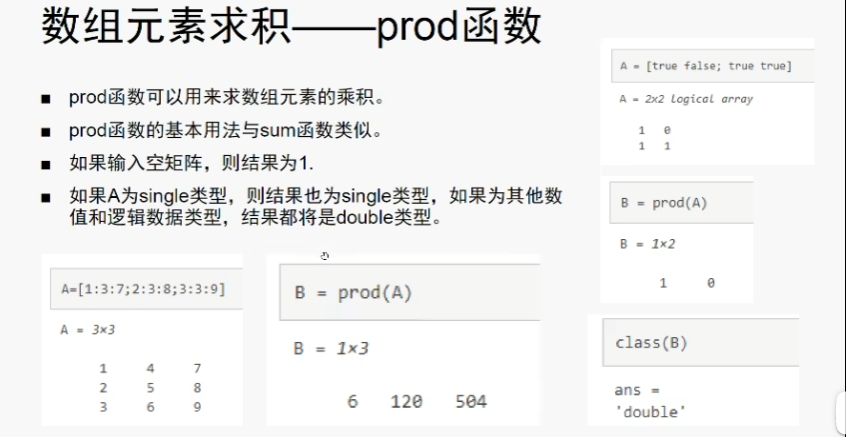 数组元素求积——prod函数
■ prod函数可以用来求数组元素的乘积。
■ prod函数的基本用法与sum函数类似。
■ 如果输入空矩阵，则结果为1.
■ 如果A为single类型，则结果也为single类型，如果为其他数
值和逻辑数据类型，结果都将是double类型。
A=[1:3:7;2:3:8;3:3:9]
A = 3×3
1 4 7
2 5 8
3 6 9
B = prod(A)
B = 1×3
6 120 504
A = [true false; true true]
A = 2x2 logical array
1 0
1 1
B = prod(A)
B = 1×2
1 0
class(B)
ans =
'double'